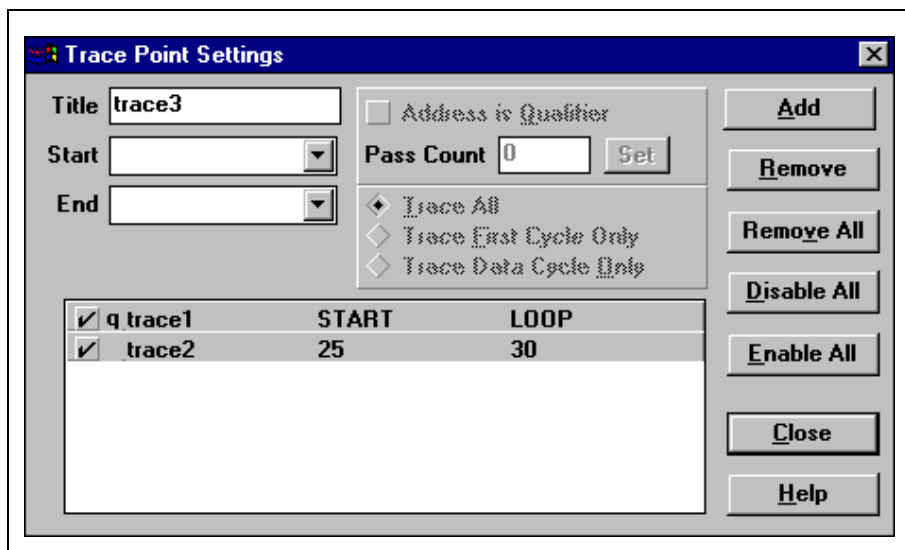 Trace Point Settings
Title trace3
Address is Qualifier
Add
Start
Pass Count 0 Set
Remove
End
Trace All
Trace First Cycle Only
Trace Data Cycle Only
Remove All
Disable All
q trace1 START LOOP
trace2 25 30
Enable All
Close
Help